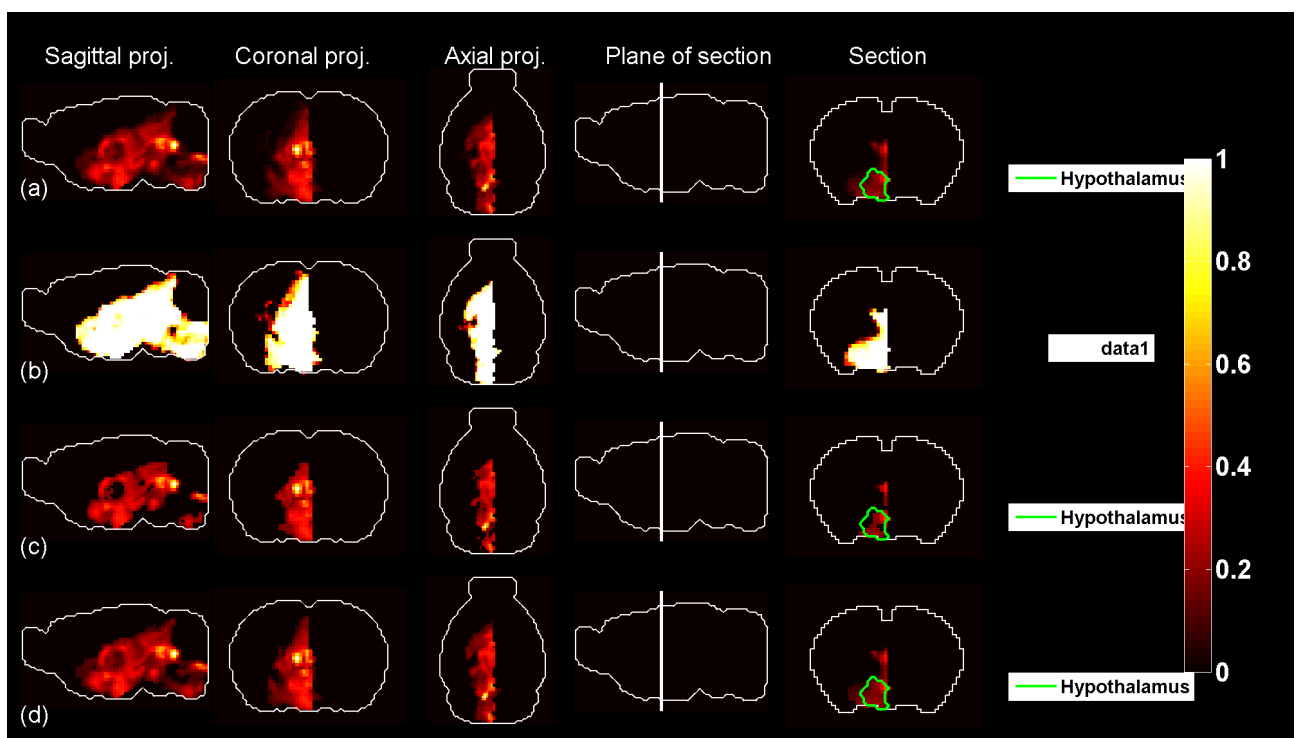 Sagittal proj. Coronal proj. Axial proj. Plane of section Section
(a)
Hypothalamus
1
0.8
(b)
data1
0.6
0.4
(c)
Hypothalamus
0.2
0
(d)
Hypothalamus